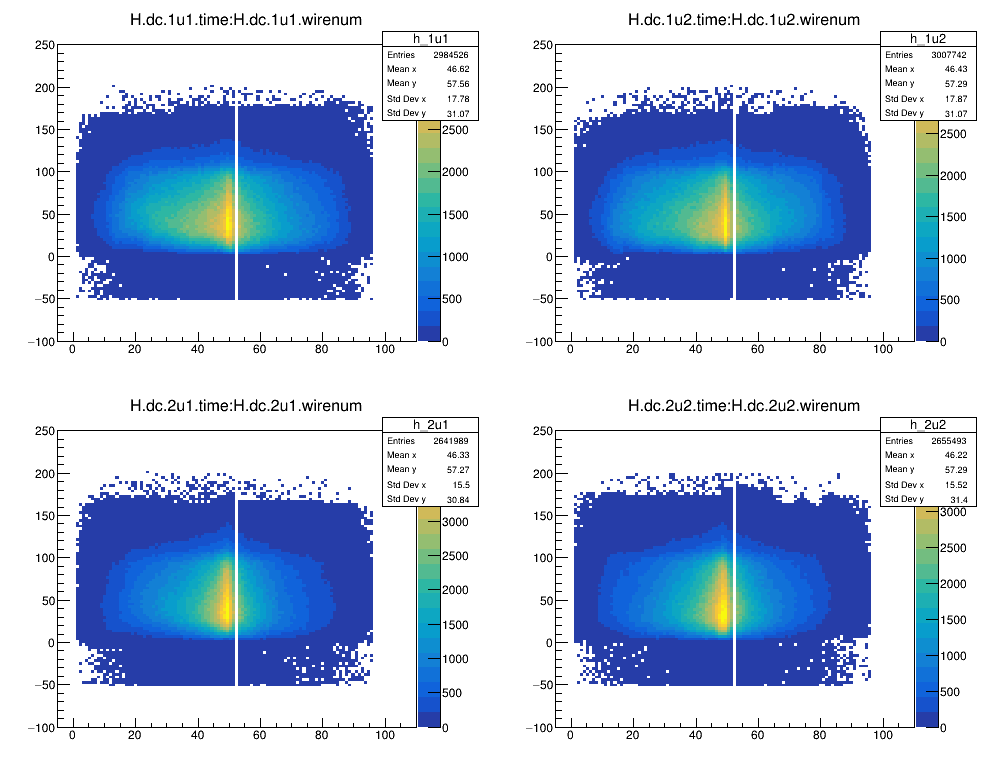 H.dc.1u1.time:H.dc.1u1.wirenum
h_1u1
Entries 2984526
Mean x 46.62
Mean y 57.56
Std Dev x 17.78
Std Dev y 31.07
250
200
150
100
50
0
−50
−100
0 20 40 60 80 100
2500
2000
1500
1000
500
0
H.dc.1u2.time:H.dc.1u2.wirenum
h_1u2
Entries 3007742
Mean x 46.43
Mean y 57.29
Std Dev x 17.87
Std Dev y 31.07
250
200
150
100
50
0
−50
−100
0 20 40 60 80 100
2500
2000
1500
1000
500
0
H.dc.2u1.time:H.dc.2u1.wirenum
h_2u1
Entries 2641989
Mean x 46.33
Mean y 57.27
Std Dev x 15.5
Std Dev y 30.84
250
200
150
100
50
0
−50
−100
0 20 40 60 80 100
3000
2500
2000
1500
1000
500
0
H.dc.2u2.time:H.dc.2u2.wirenum
h_2u2
Entries 2655493
Mean x 46.22
Mean y 57.29
Std Dev x 15.52
Std Dev y 31.4
250
200
150
100
50
0
−50
−100
0 20 40 60 80 100
3000
2500
2000
1500
1000
500
0